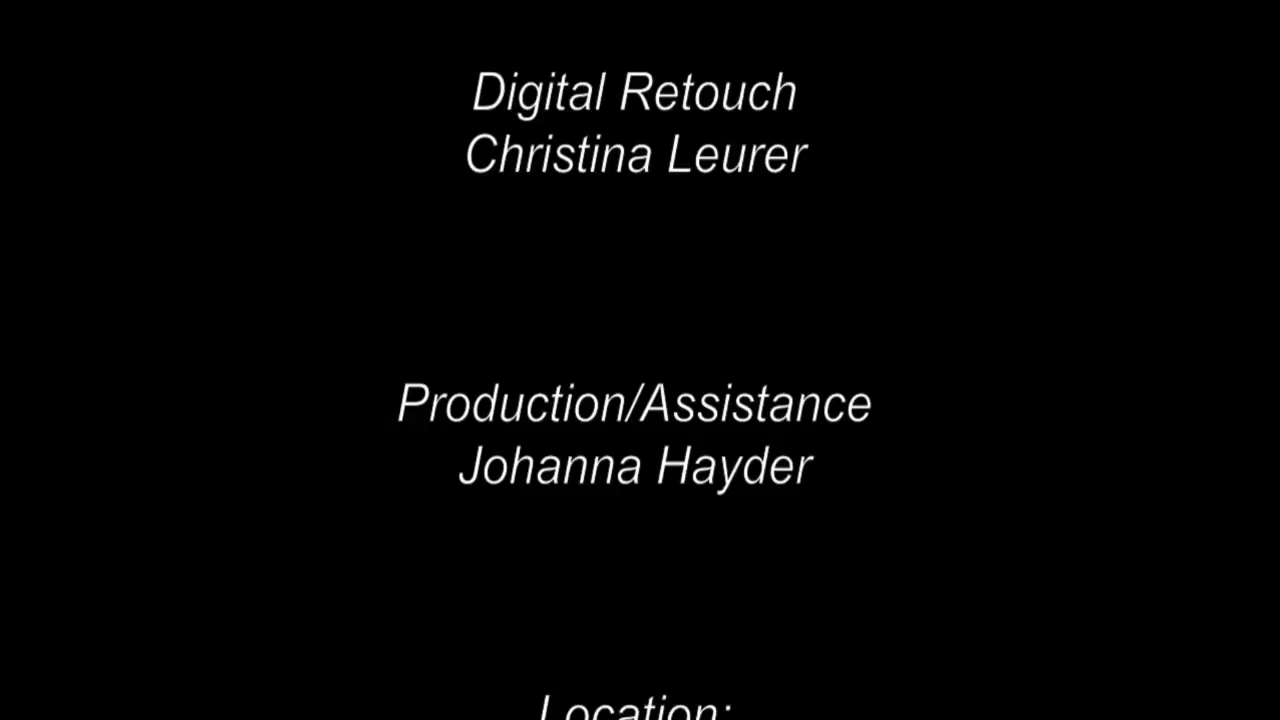 Digital Retouch
Christina Leurer
Production/Assistance
Johanna Hayder
Location: